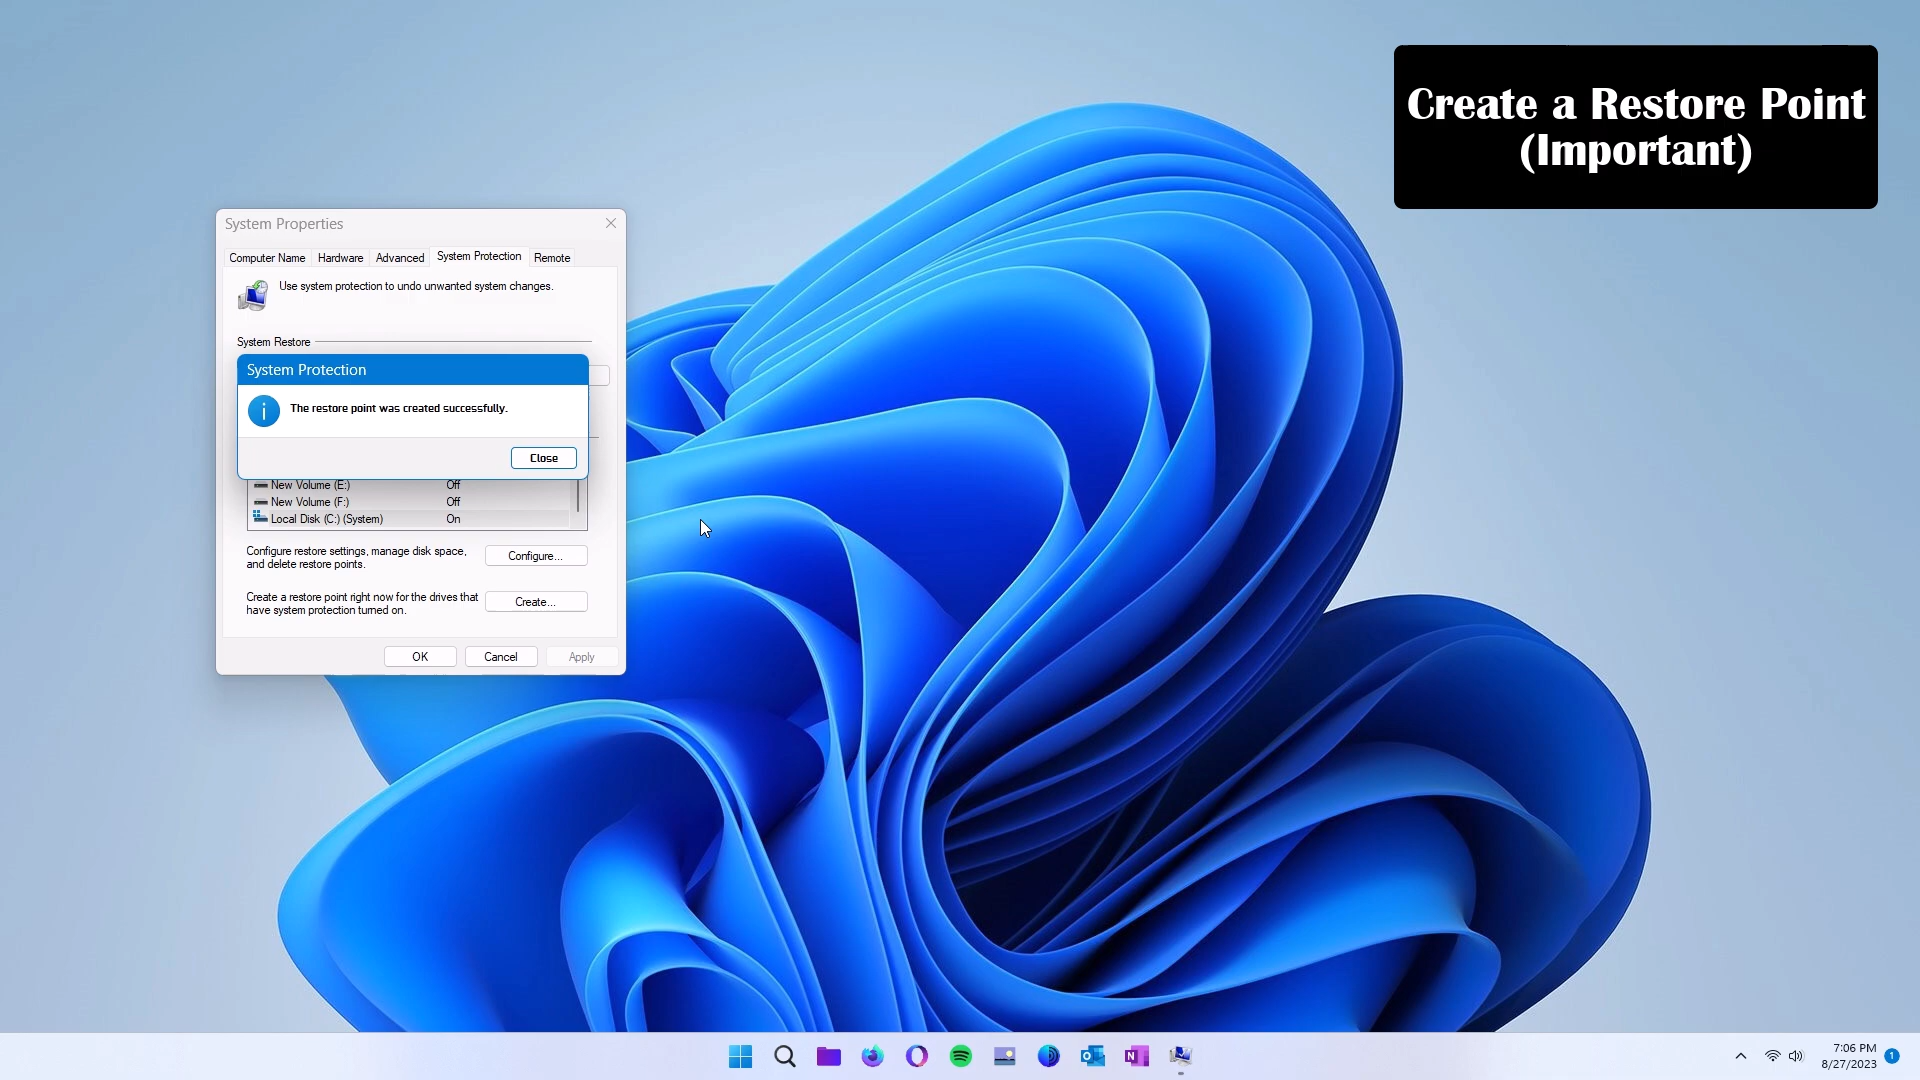 Create a Restore Point
(Important)
System Properties
Computer Name Hardware Advanced System Protection Remote
Use system protection to undo unwanted system changes.
System Restore
System Protection
The restore point was created successfully.
Close
New Volume (E:) Off
New Volume (F:) Off
Local Disk (C:) (System) On
Configure restore settings, manage disk space,
and delete restore points.
Configure...
Create a restore point right now for the drives that
have system protection turned on.
Create...
OK Cancel Apply
7:06 PM
8/27/2023
1